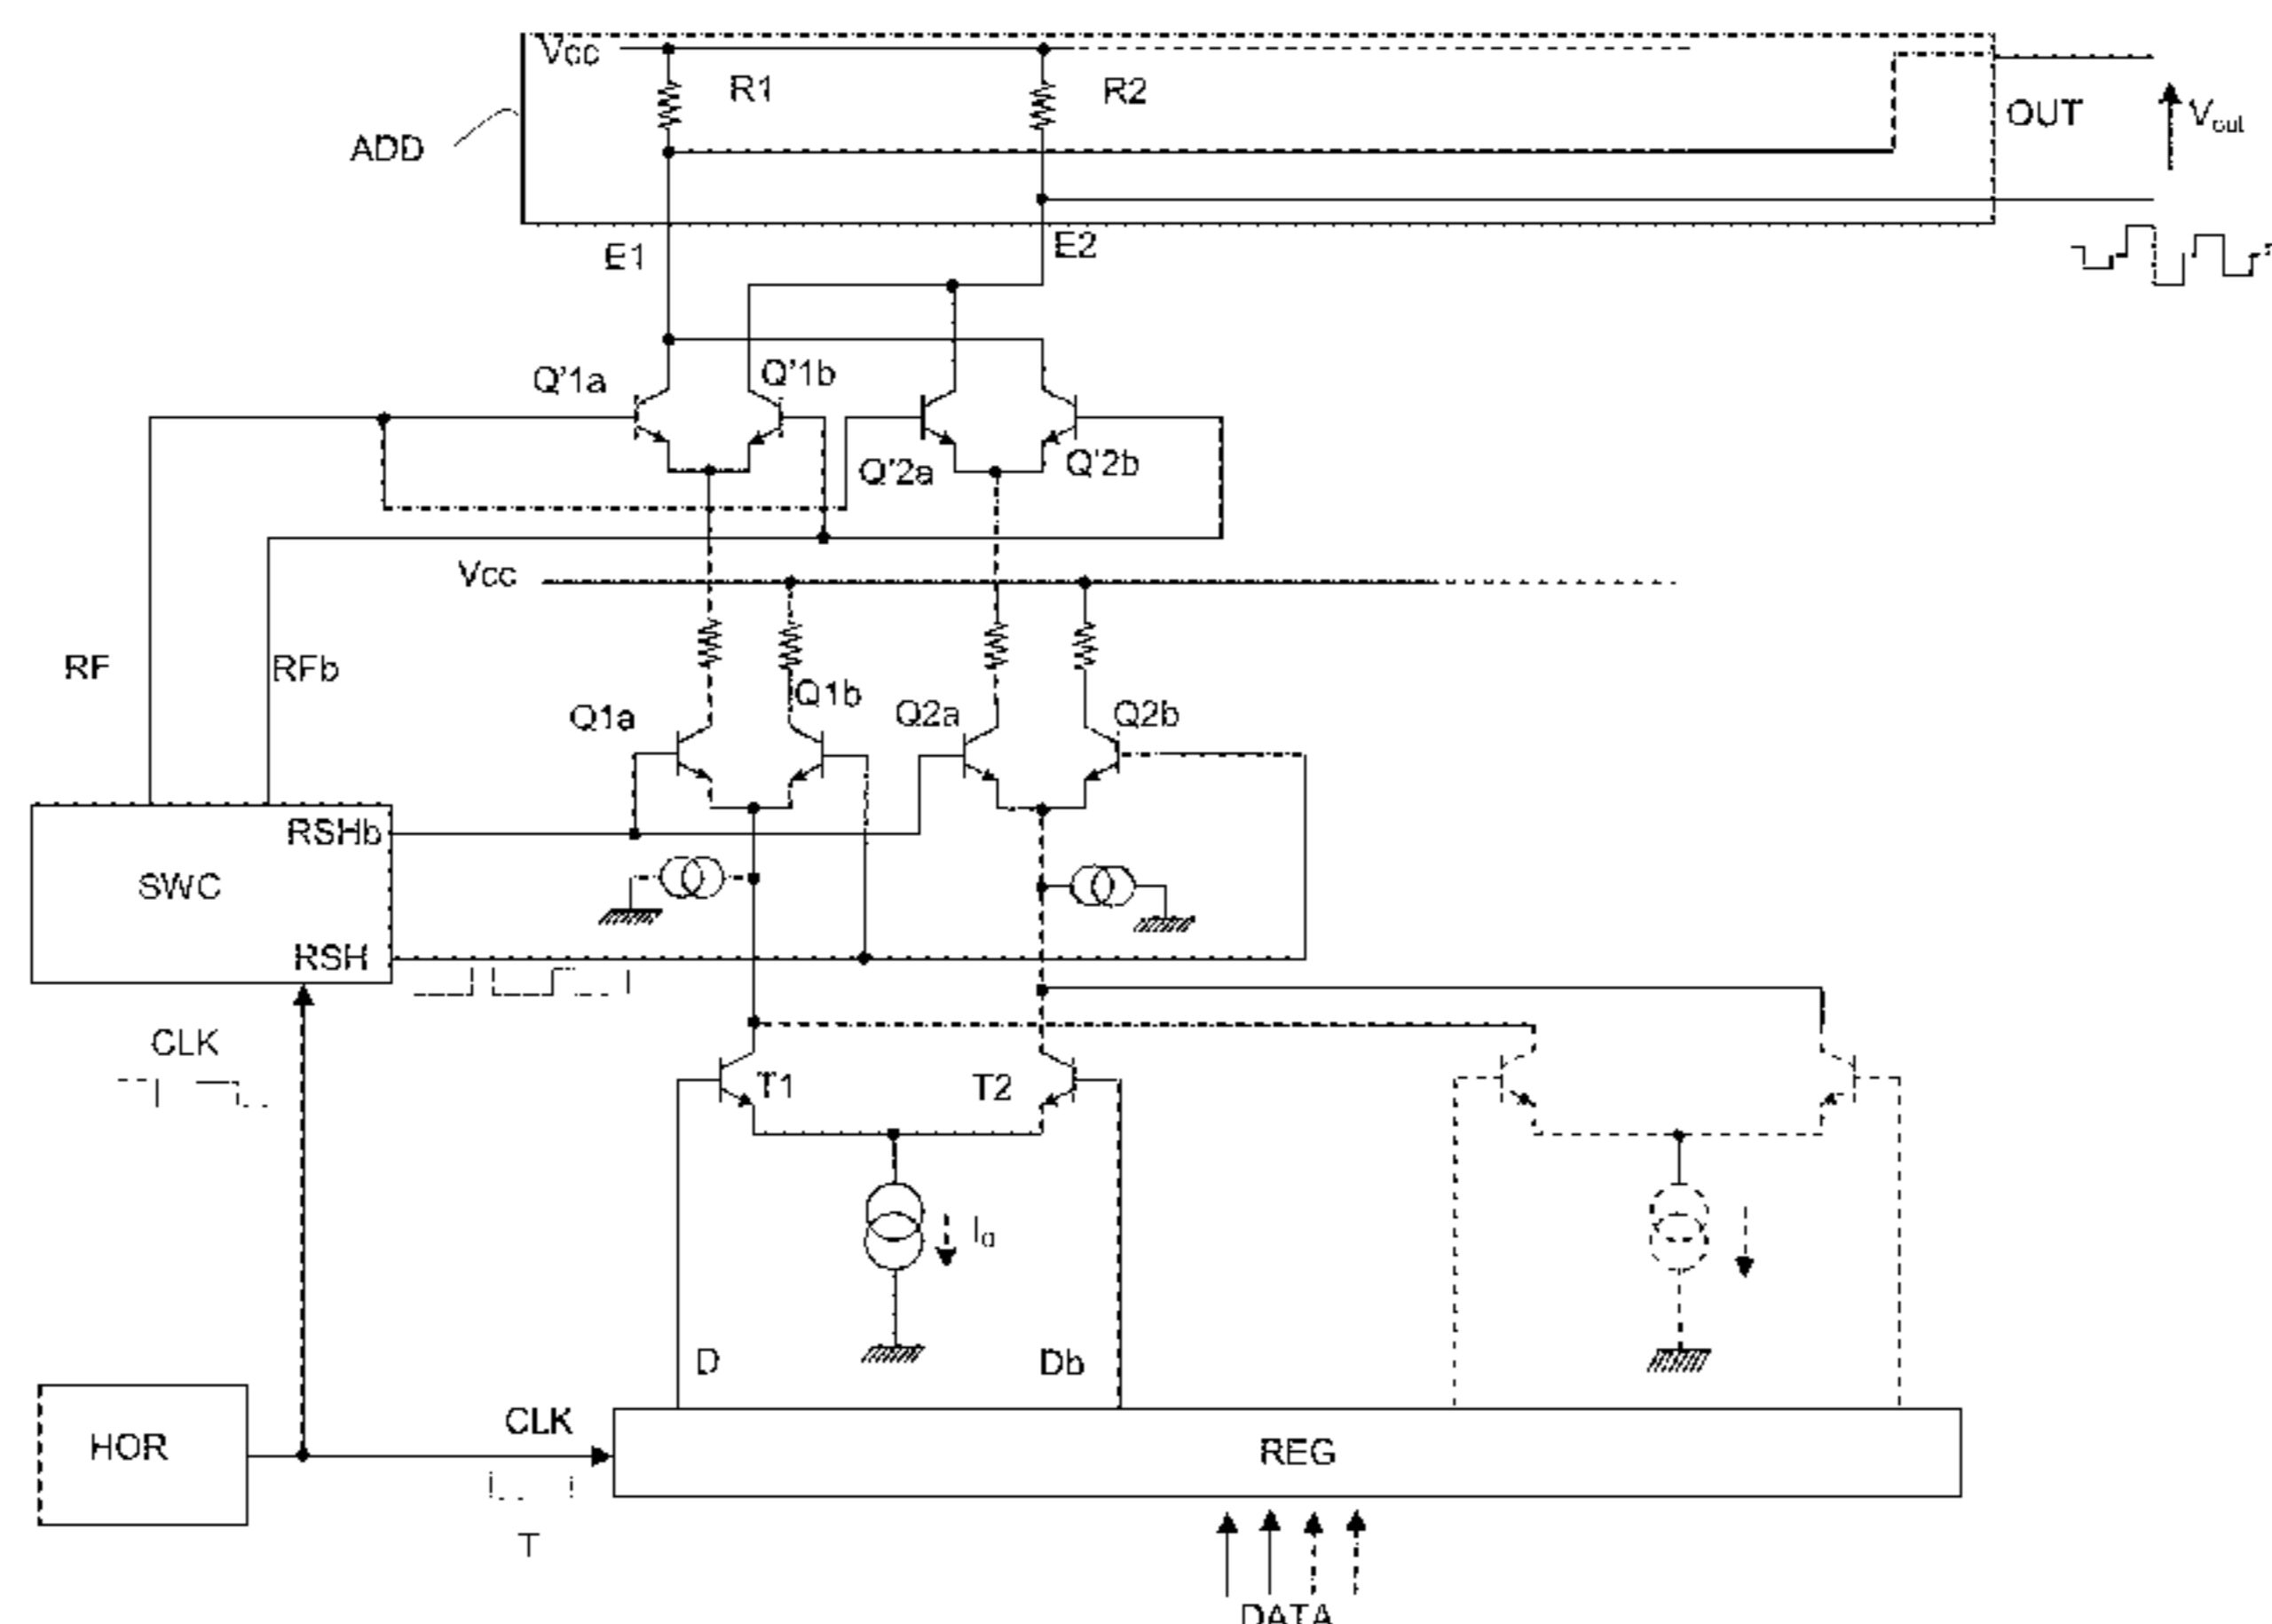 Vcc
R1
R2
OUT
Vout
ADD
E1
E2
Q'1a
Q'1b
Q'2a
Q'2b
Vcc
RF
RFb
Q1a
Q1b
Q2a
Q2b
RSHb
SWC
RSH
CLK
T1
T2
I0
D
Db
HOR
CLK
REG
T
DATA